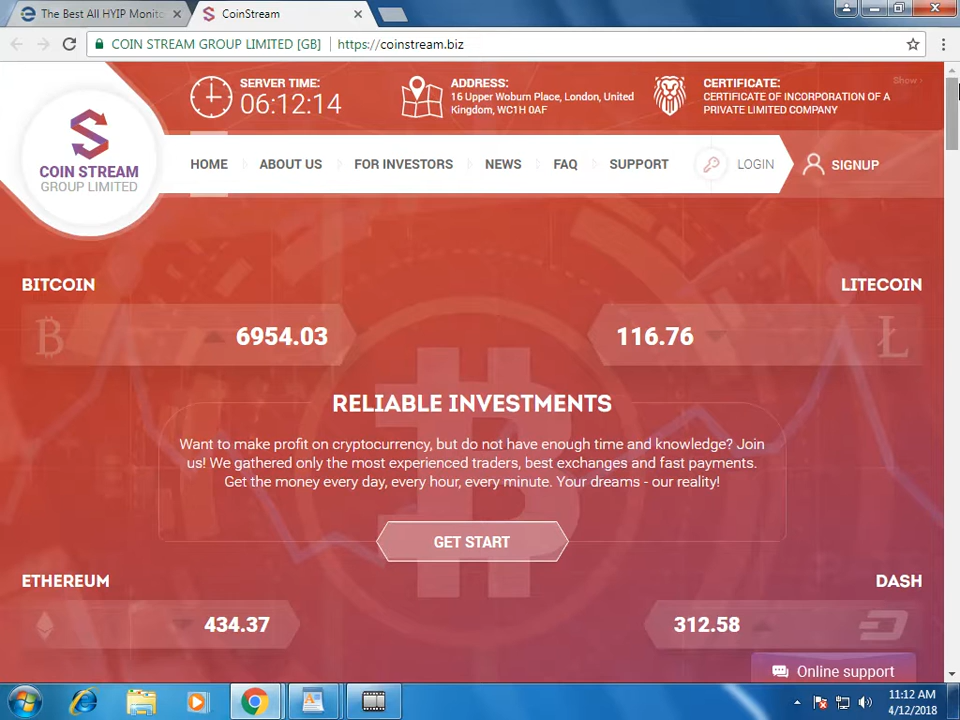 The Best All HYIP Monito
CoinStream
COIN STREAM GROUP LIMITED [GB]
https://coinstream.biz
SERVER TIME:
06:12:14
ADDRESS:
16 Upper Woburn Place, London, United
Kingdom, WC1H 0AF
CERTIFICATE:
CERTIFICATE OF INCORPORATION OF A
PRIVATE LIMITED COMPANY
Show ›
COIN STREAM
GROUP LIMITED
HOME
ABOUT US
FOR INVESTORS
NEWS
FAQ
SUPPORT
LOGIN
SIGNUP
BITCOIN
6954.03
LITECOIN
116.76
RELIABLE INVESTMENTS
Want to make profit on cryptocurrency, but do not have enough time and knowledge? Join
us! We gathered only the most experienced traders, best exchanges and fast payments.
Get the money every day, every hour, every minute. Your dreams - our reality!
GET START
ETHEREUM
434.37
DASH
312.58
Online support
11:12 AM
4/12/2018